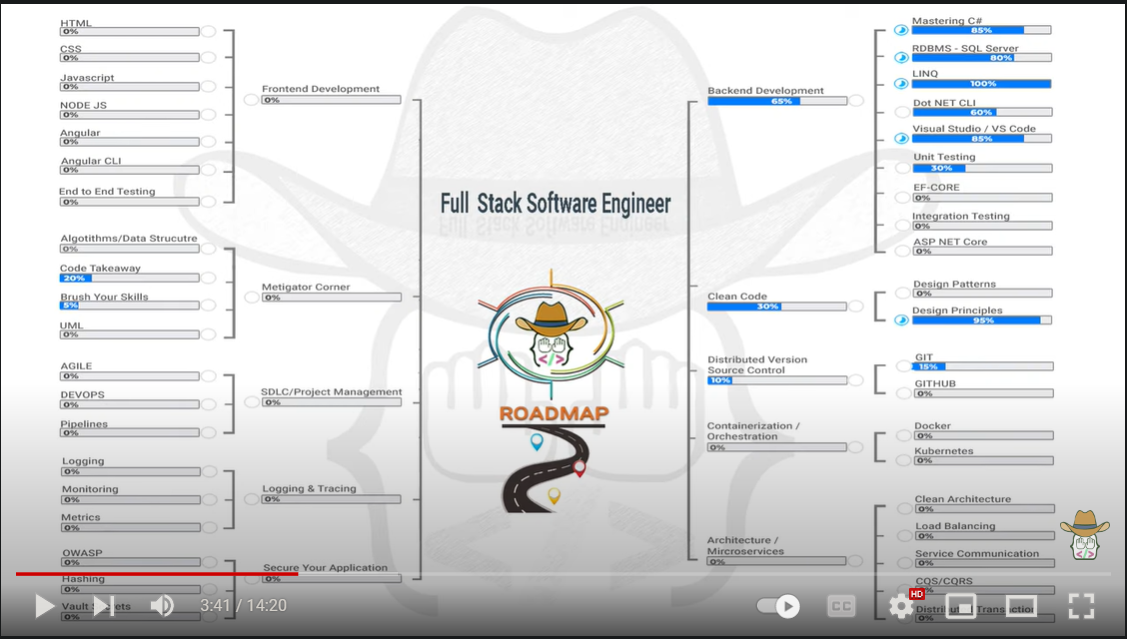 HTML
0%
CSS
0%
Javascript
0%
NODE JS
0%
Angular
0%
Angular CLI
0%
End to End Testing
0%
Frontend Development
0%
Algotithms/Data Strucutre
0%
Code Takeaway
20%
Brush Your Skills
5%
UML
0%
Metigator Corner
0%
AGILE
0%
DEVOPS
0%
Pipelines
0%
SDLC/Project Management
0%
Logging
0%
Monitoring
0%
Metrics
0%
Logging & Tracing
0%
OWASP
0%
Hashing
0%
Vault
0%
Secure Your Application
0%
Full Stack Software Engineer
</>
ROADMAP
Backend Development
65%
Mastering C#
85%
RDBMS - SQL Server
80%
LINQ
100%
Dot NET CLI
60%
Visual Studio / VS Code
85%
Unit Testing
30%
EF-CORE
0%
Integration Testing
0%
ASP NET Core
0%
Clean Code
30%
Design Patterns
0%
Design Principles
95%
Distributed Version
Source Control
10%
GIT
15%
GITHUB
0%
Containerization /
Orchestration
0%
Docker
0%
Kubernetes
0%
Architecture /
Mircroservices
0%
Clean Architecture
0%
Load Balancing
0%
Service Communication
0%
CQS/CQRS
0%
Distributed Transaction
0%
3:41 / 14:20
CC
HD